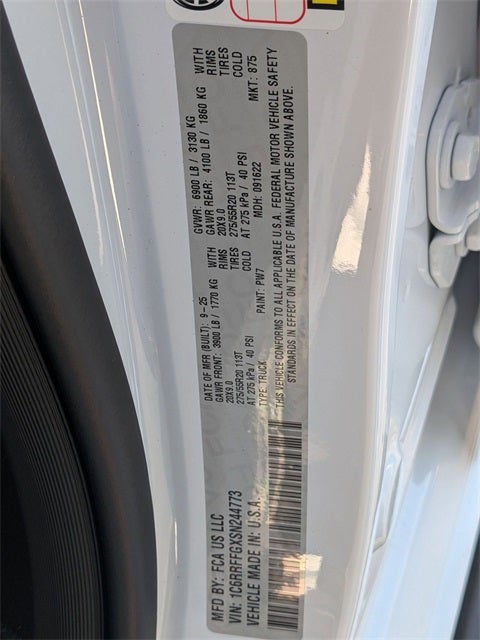 MFD BY: FCA US LLC
DATE OF MFR (BUILT): 9-25
GVWR: 6900 LB / 3130 KG
GAWR FRONT: 3900 LB / 1770 KG WITH
20X9.0 RIMS
275/55R20 113T TIRES
AT 275 kPa / 40 PSI COLD
GAWR REAR: 4100 LB / 1860 KG WITH
20X9.0 RIMS
275/55R20 113T TIRES
AT 275 kPa / 40 PSI COLD
TYPE: TRUCK
PAINT: PW7
MDH: 091622
MKT: 875
THIS VEHICLE CONFORMS TO ALL APPLICABLE U.S.A. FEDERAL MOTOR VEHICLE SAFETY
STANDARDS IN EFFECT ON THE DATE OF MANUFACTURE SHOWN ABOVE.
VIN: 1C6RRFFGXSN244773
VEHICLE MADE IN: U.S.A.